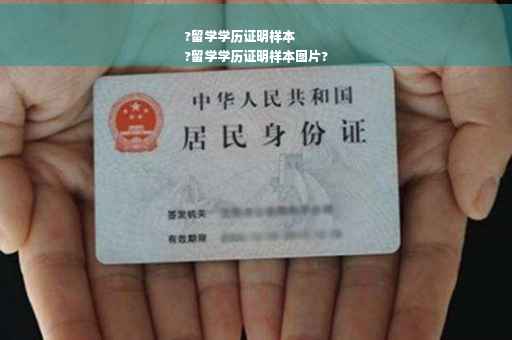 ?留学学历证明样本
?留学学历证明样本图片?
中华人民共和国
居民身份证
签发机关
有效期限